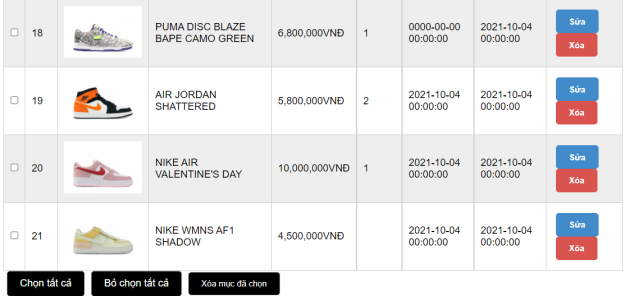 18 PUMA DISC BLAZE BAPE CAMO GREEN 6,800,000VNĐ 1 0000-00-00 00:00:00 2021-10-04 00:00:00 Sửa Xóa
19 AIR JORDAN SHATTERED 5,800,000VNĐ 2 2021-10-04 00:00:00 2021-10-04 00:00:00 Sửa Xóa
20 NIKE AIR VALENTINE'S DAY 10,000,000VNĐ 1 2021-10-04 00:00:00 2021-10-04 00:00:00 Sửa Xóa
21 NIKE WMNS AF1 SHADOW 4,500,000VNĐ 2021-10-04 00:00:00 2021-10-04 00:00:00 Sửa Xóa
Chọn tất cả Bỏ chọn tất cả Xóa mục đã chọn